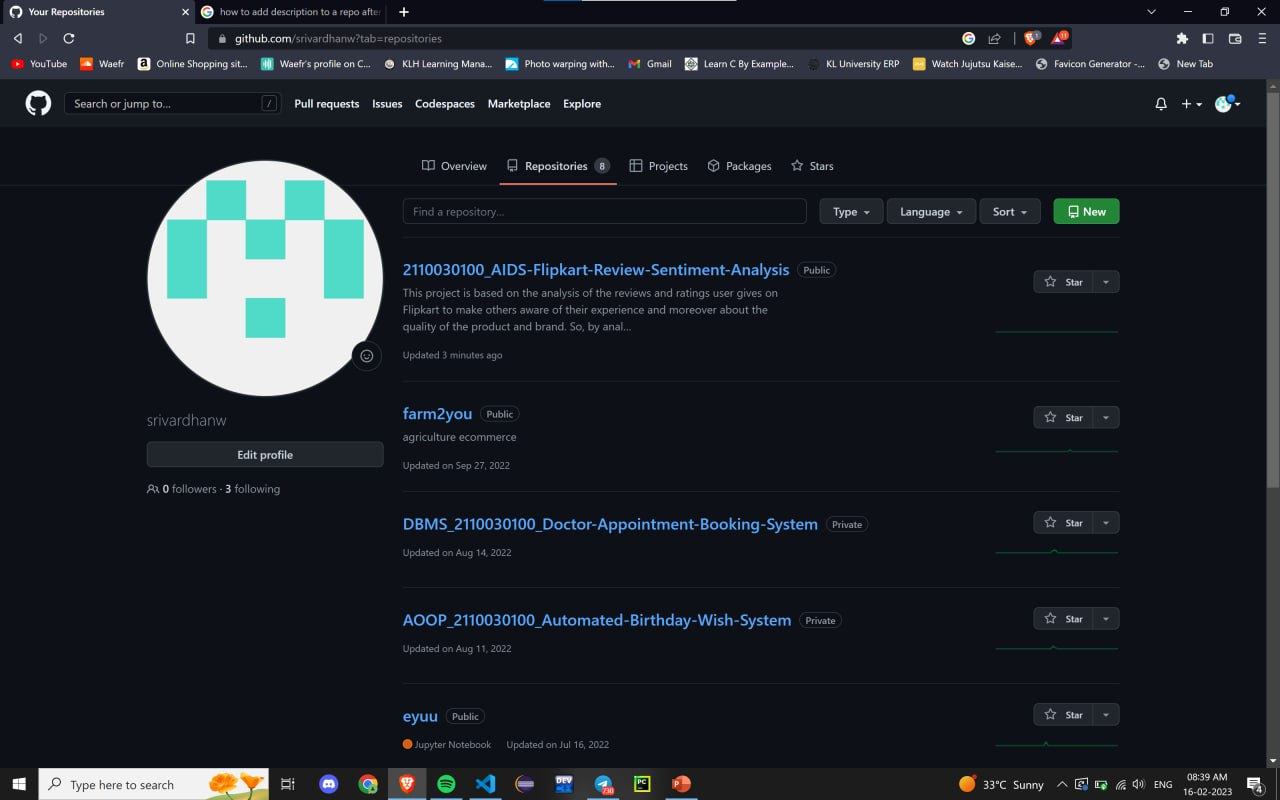 Your Repositories
how to add description to a repo after
github.com/srivardhanw?tab=repositories
1
11
YouTube
Waefr
Online Shopping sit...
Waefr's profile on C...
KLH Learning Mana...
Photo warping with...
Gmail
Learn C By Example...
KL University ERP
Watch Jujutsu Kaise...
Favicon Generator -...
New Tab
Search or jump to...
/
Pull requests
Issues
Codespaces
Marketplace
Explore
Overview
Repositories 8
Projects
Packages
Stars
Find a repository...
Type
Language
Sort
New
2110030100_AIDS-Flipkart-Review-Sentiment-Analysis Public
Star
This project is based on the analysis of the reviews and ratings user gives on
Flipkart to make others aware of their experience and moreover about the
quality of the product and brand. So, by anal...
Updated 3 minutes ago
srivardhanw
Edit profile
0 followers · 3 following
farm2you Public
Star
agriculture ecommerce
Updated on Sep 27, 2022
DBMS_2110030100_Doctor-Appointment-Booking-System Private
Star
Updated on Aug 14, 2022
AOOP_2110030100_Automated-Birthday-Wish-System Private
Star
Updated on Aug 11, 2022
eyuu Public
Star
Jupyter Notebook Updated on Jul 16, 2022
Type here to search
DEV
730
PC
P
33°C Sunny
ENG
08:39 AM
16-02-2023
4